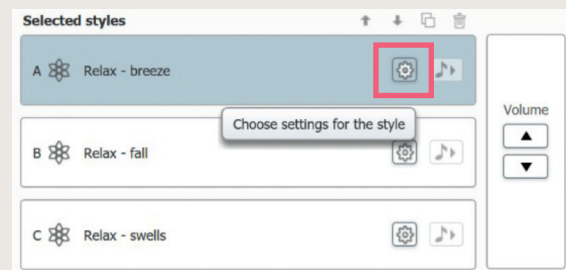 Selected styles
A Relax - breeze
Volume
Choose settings for the style
B Relax - fall
C Relax - swells